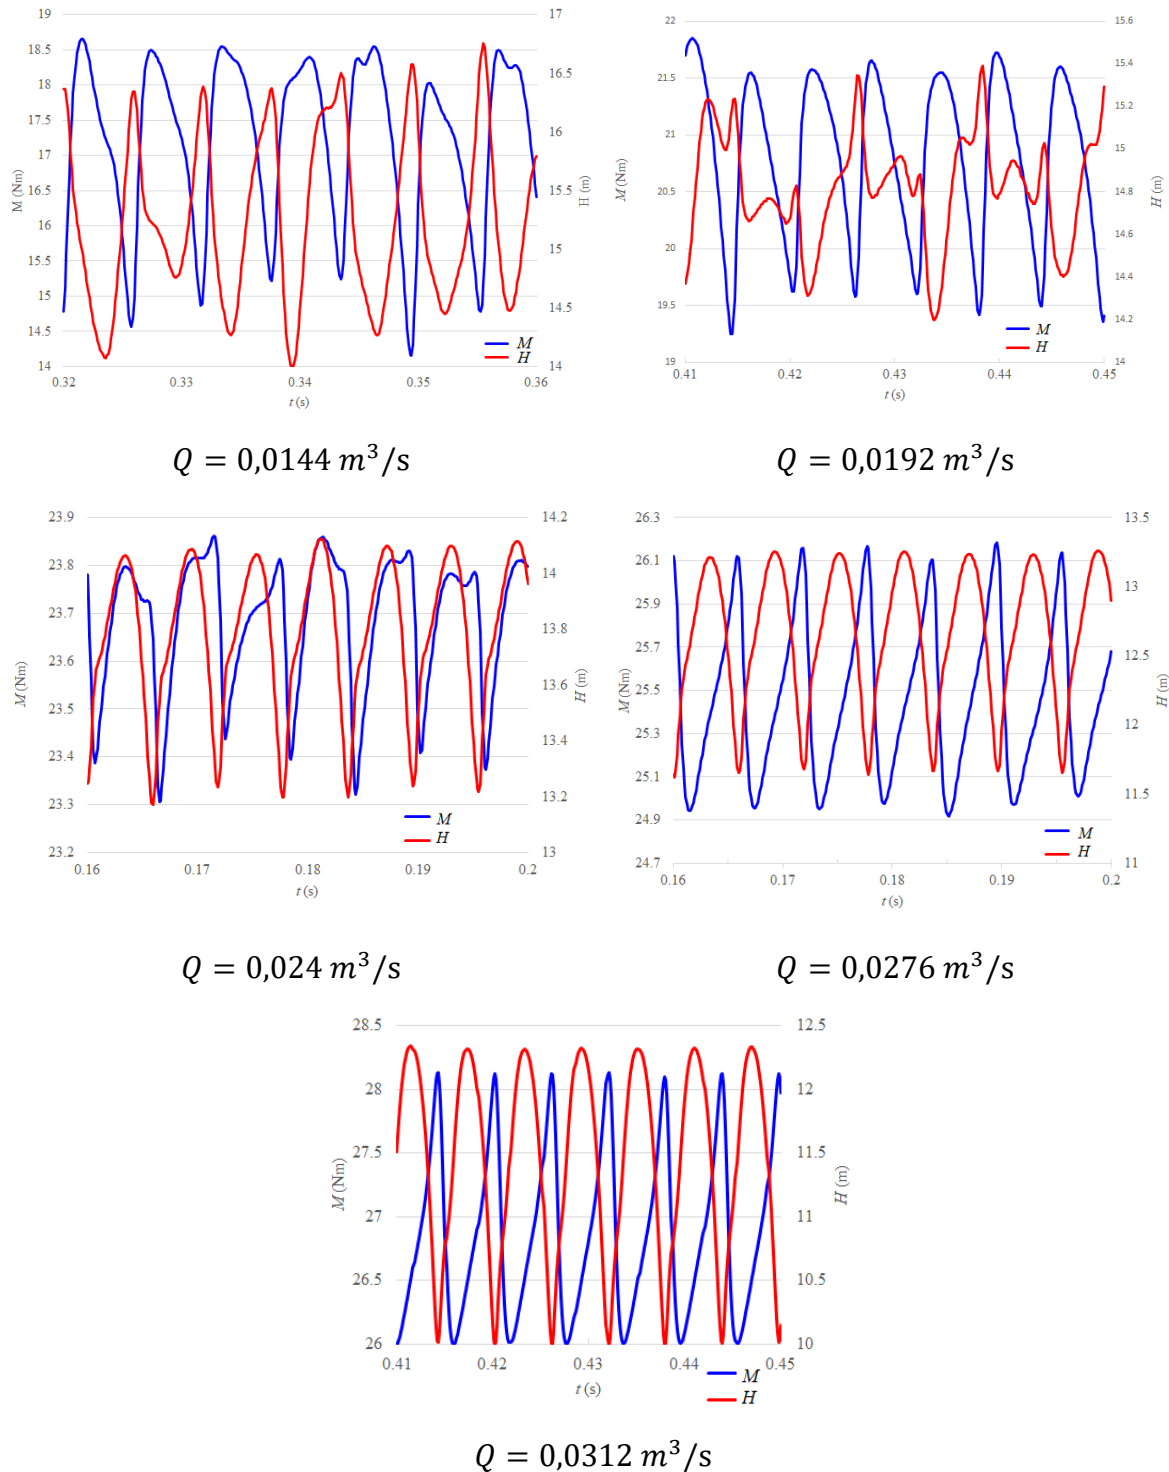 19
18.5
18
17.5
17
16.5
16
15.5
15
14.5
14
M (Nm)
17
16.5
16
15.5
15
14.5
14
H (m)
0.32 0.33 0.34 0.35 0.36
t (s)
M
H
Q = 0,0144 m³/s
22
21.5
21
20.5
20
19.5
19
M (Nm)
15.6
15.4
15.2
15
14.8
14.6
14.4
14.2
14
H (m)
0.41 0.42 0.43 0.44 0.45
t (s)
M
H
Q = 0,0192 m³/s
23.9
23.8
23.7
23.6
23.5
23.4
23.3
23.2
M (Nm)
14.2
14
13.8
13.6
13.4
13.2
13
H (m)
0.16 0.17 0.18 0.19 0.2
t (s)
M
H
Q = 0,024 m³/s
26.3
26.1
25.9
25.7
25.5
25.3
25.1
24.9
24.7
M (Nm)
13.5
13
12.5
12
11.5
11
H (m)
0.16 0.17 0.18 0.19 0.2
t (s)
M
H
Q = 0,0276 m³/s
28.5
28
27.5
27
26.5
26
M (Nm)
12.5
12
11.5
11
10.5
10
H (m)
0.41 0.42 0.43 0.44 0.45
t (s)
M
H
Q = 0,0312 m³/s